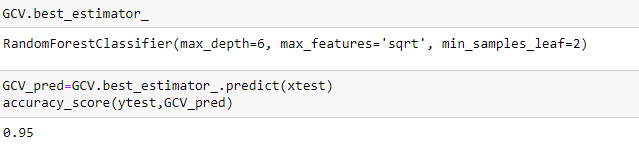 GCV.best_estimator_
RandomForestClassifier(max_depth=6, max_features='sqrt', min_samples_leaf=2)
GCV_pred=GCV.best_estimator_.predict(xtest)
accuracy_score(ytest,GCV_pred)
0.95